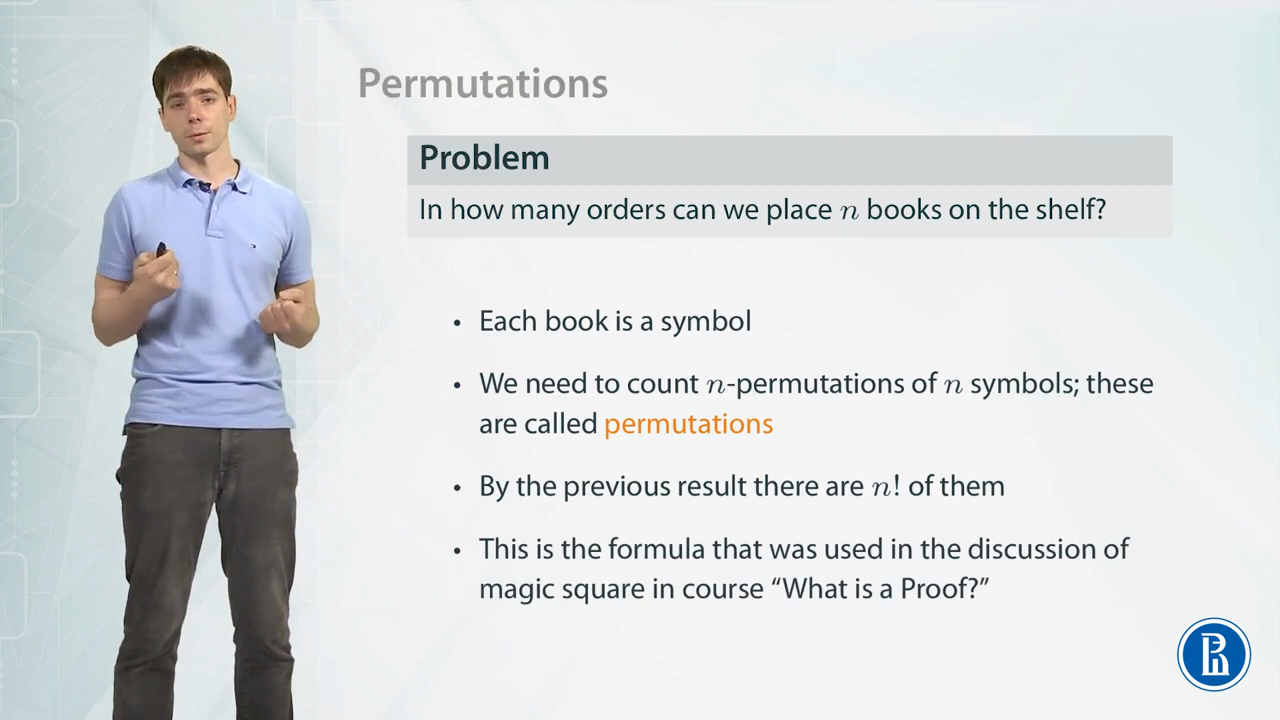 Permutations
Problem
In how many orders can we place n books on the shelf?
• Each book is a symbol
• We need to count n-permutations of n symbols; these
are called permutations
• By the previous result there are n! of them
• This is the formula that was used in the discussion of
magic square in course “What is a Proof?”